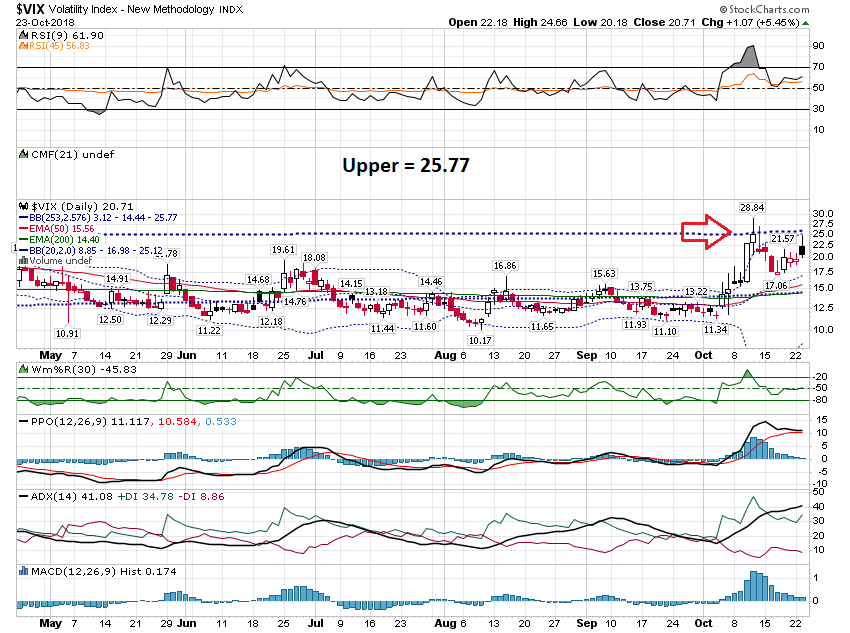 $VIX Volatility Index - New Methodology INDX
© StockCharts.com
23-Oct-2018
Open 22.18 High 24.66 Low 20.18 Close 20.71 Chg +1.07 (+5.45%)
RSI(9) 61.90
RSI(45) 56.83
90
70
50
30
10
CMF(21) undef
Upper = 25.77
$VIX (Daily) 20.71
BB(253,2.576) 3.12 - 14.44 - 25.77
EMA(50) 15.56
EMA(200) 14.40
BB(20,2.0) 8.85 - 16.98 - 25.12
Volume undef
30.0
27.5
25.0
22.5
20.0
17.5
15.0
12.5
10.0
28.84
21.57
19.61
18.08
14.91
14.68
14.76
14.15
13.18
14.46
16.86
15.63
13.75
13.22
17.06
10.91
12.50
12.29
11.22
12.18
11.44
11.60
10.17
11.65
11.93
11.10
11.34
May 7 14 21 Jun 11 18 25 Jul 9 16 23 Aug 6 13 20 27 Sep 10 17 24 Oct 8 15 22
Wm%R(30) -45.83
-20
-50
-80
PPO(12,26,9) 11.117, 10.584, 0.533
15
10
5
0
-5
-10
ADX(14) 41.08 +DI 34.78 -DI 8.86
50
40
30
20
10
MACD(12,26,9) Hist 0.174
1
0
May 7 14 21 Jun 11 18 25 Jul 9 16 23 Aug 6 13 20 27 Sep 10 17 24 Oct 8 15 22